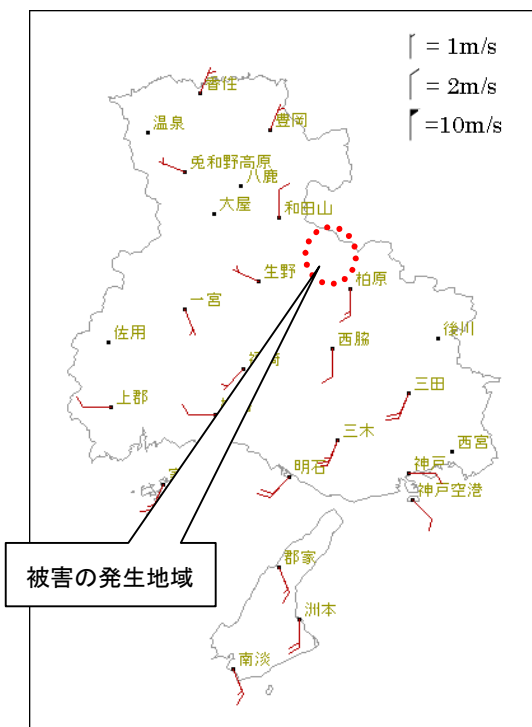 = 1m/s
= 2m/s
=10m/s
香住
豊岡
温泉
兎和野高原
八鹿
大屋
和田山
生野
柏原
一宮
佐用
西脇
後川
上郡
三田
三木
西宮
明石
神戸
神戸空港
被害の発生地域
郡家
洲本
南淡